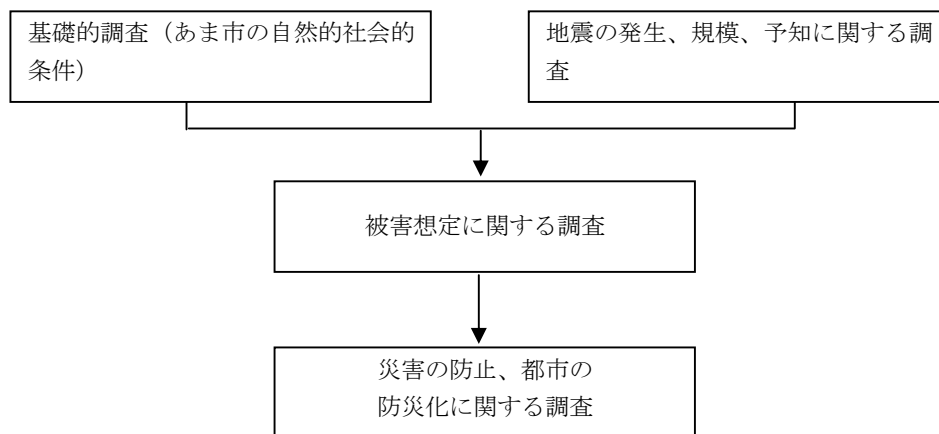 基礎的調査（あま市の自然的社会的
条件）
地震の発生、規模、予知に関する調
査
被害想定に関する調査
災害の防止、都市の
防災化に関する調査